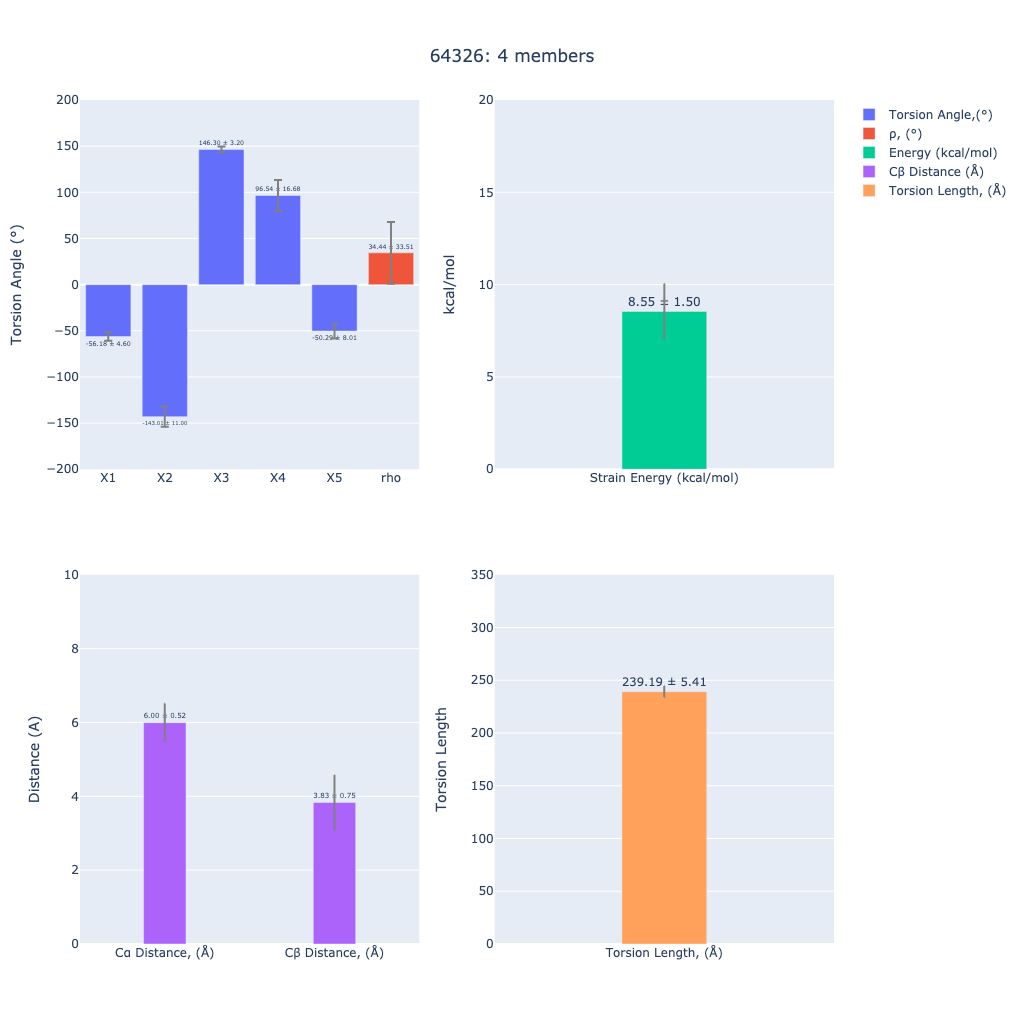 64326: 4 members
Torsion Angle (°)
200
150
100
50
0
−50
−100
−150
−200
146.30 ± 3.20
96.54 ± 16.68
34.44 ± 33.51
-56.18 ± 4.60
-50.29 ± 8.01
-143.01 ± 11.00
X1 X2 X3 X4 X5 rho
kcal/mol
20
15
10
5
0
8.55 ± 1.50
Strain Energy (kcal/mol)
Torsion Angle,(°)
ρ, (°)
Energy (kcal/mol)
Cβ Distance (Å)
Torsion Length, (Å)
Distance (A)
10
8
6
4
2
0
6.00 ± 0.52
3.83 ± 0.75
Cα Distance, (Å) Cβ Distance, (Å)
Torsion Length
350
300
250
200
150
100
50
0
239.19 ± 5.41
Torsion Length, (Å)